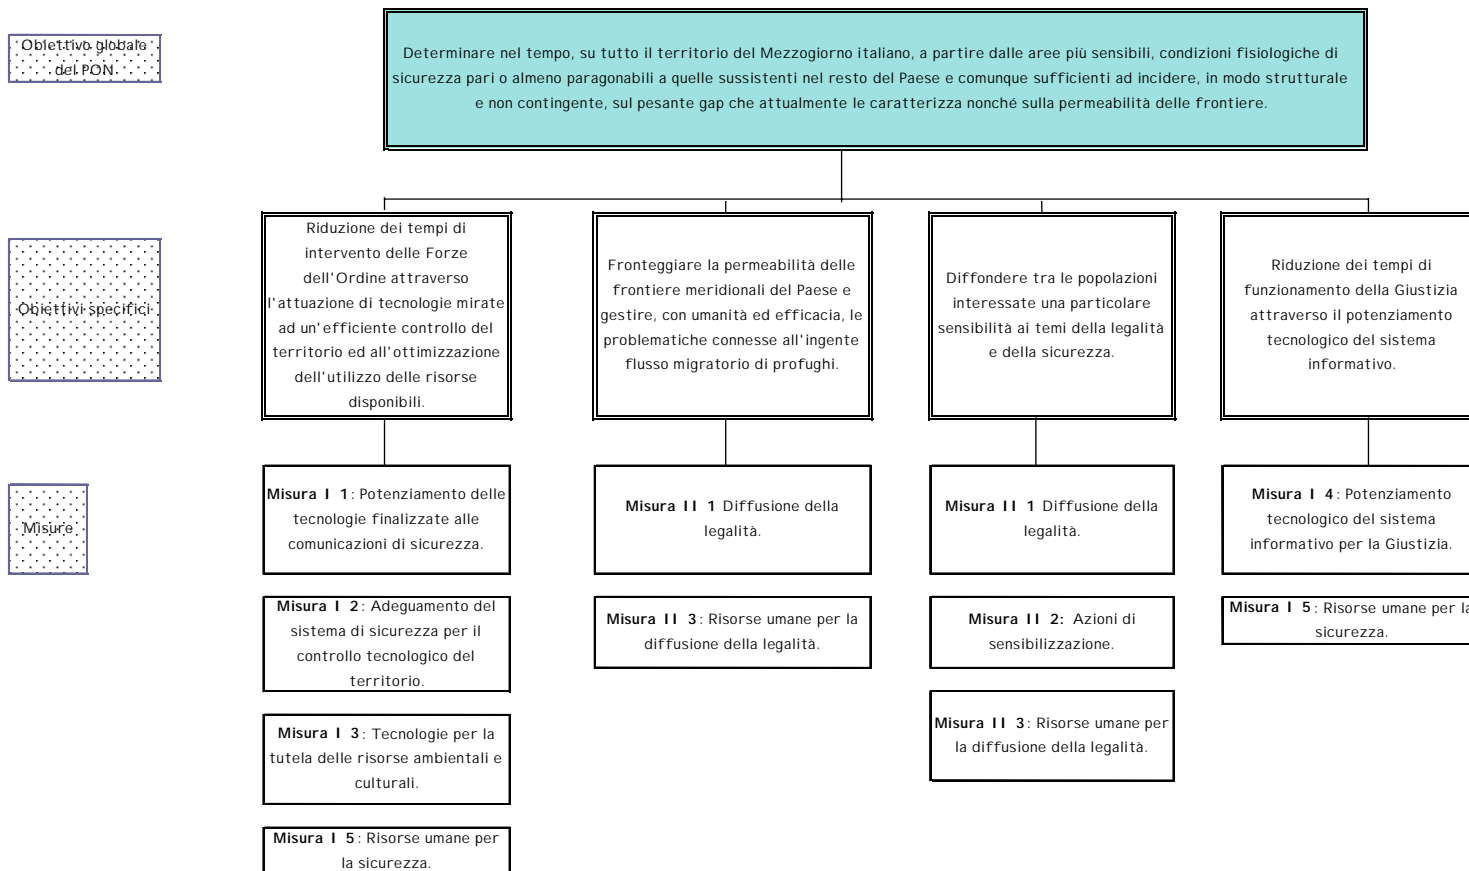 Obiettivo globale
del PON
Determinare nel tempo, su tutto il territorio del Mezzogiorno italiano, a partire dalle aree più sensibili, condizioni fisiologiche di
sicurezza pari o almeno paragonabili a quelle sussistenti nel resto del Paese e comunque sufficienti ad incidere, in modo strutturale
e non contingente, sul pesante gap che attualmente le caratterizza nonché sulla permeabilità delle frontiere.
Obiettivi specifici
Riduzione dei tempi di
intervento delle Forze
dell'Ordine attraverso
l'attuazione di tecnologie mirate
ad un'efficiente controllo del
territorio ed all'ottimizzazione
dell'utilizzo delle risorse
disponibili.
Fronteggiare la permeabilità delle
frontiere meridionali del Paese e
gestire, con umanità ed efficacia, le
problematiche connesse all'ingente
flusso migratorio di profughi.
Diffondere tra le popolazioni
interessate una particolare
sensibilità ai temi della legalità
e della sicurezza.
Riduzione dei tempi di
funzionamento della Giustizia
attraverso il potenziamento
tecnologico del sistema
informativo.
Misure
Misura I 1: Potenziamento delle
tecnologie finalizzate alle
comunicazioni di sicurezza.
Misura II 1 Diffusione della
legalità.
Misura II 1 Diffusione della
legalità.
Misura I 4: Potenziamento
tecnologico del sistema
informativo per la Giustizia.
Misura I 2: Adeguamento del
sistema di sicurezza per il
controllo tecnologico del
territorio.
Misura II 3: Risorse umane per la
diffusione della legalità.
Misura II 2: Azioni di
sensibilizzazione.
Misura I 5: Risorse umane per la
sicurezza.
Misura I 3: Tecnologie per la
tutela delle risorse ambientali e
culturali.
Misura II 3: Risorse umane per
la diffusione della legalità.
Misura I 5: Risorse umane per
la sicurezza.